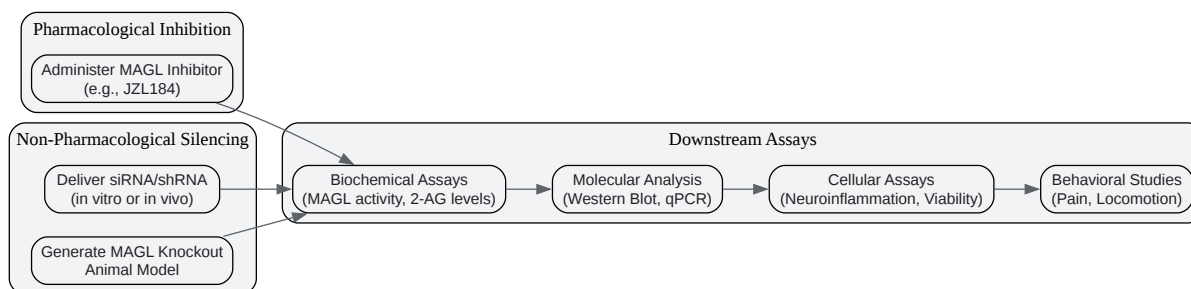 Pharmacological Inhibition
Administer MAGL Inhibitor
(e.g., JZL184)
Non-Pharmacological Silencing
Deliver siRNA/shRNA
(in vitro or in vivo)
Generate MAGL Knockout
Animal Model
Downstream Assays
Biochemical Assays
(MAGL activity, 2-AG levels)
Molecular Analysis
(Western Blot, qPCR)
Cellular Assays
(Neuroinflammation, Viability)
Behavioral Studies
(Pain, Locomotion)